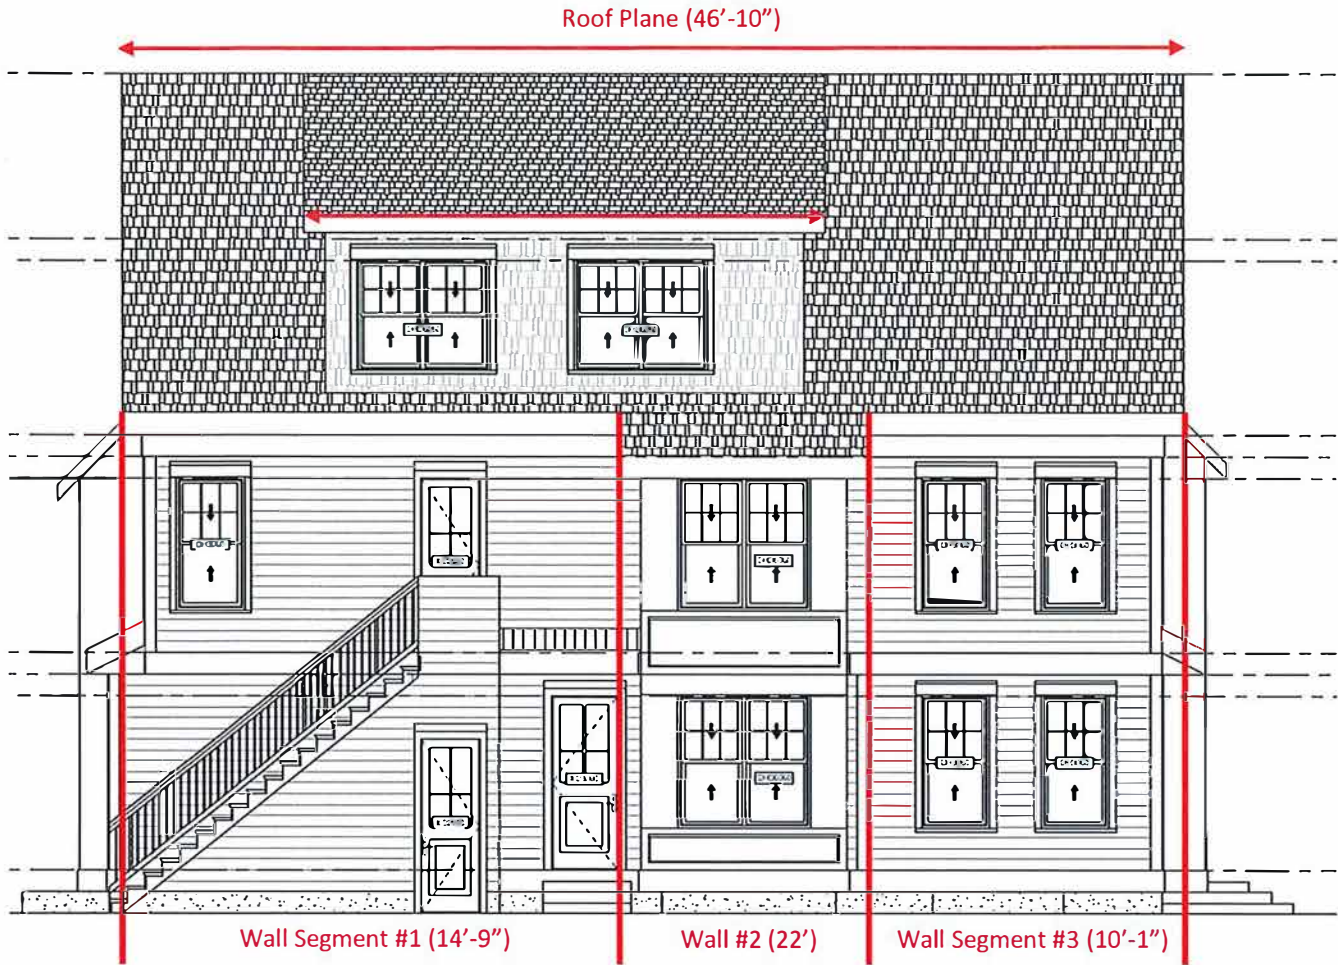 Roof Plane (46’-10”)
Wall Segment #1 (14’-9”)
Wall #2 (22’)
Wall Segment #3 (10’-1”)